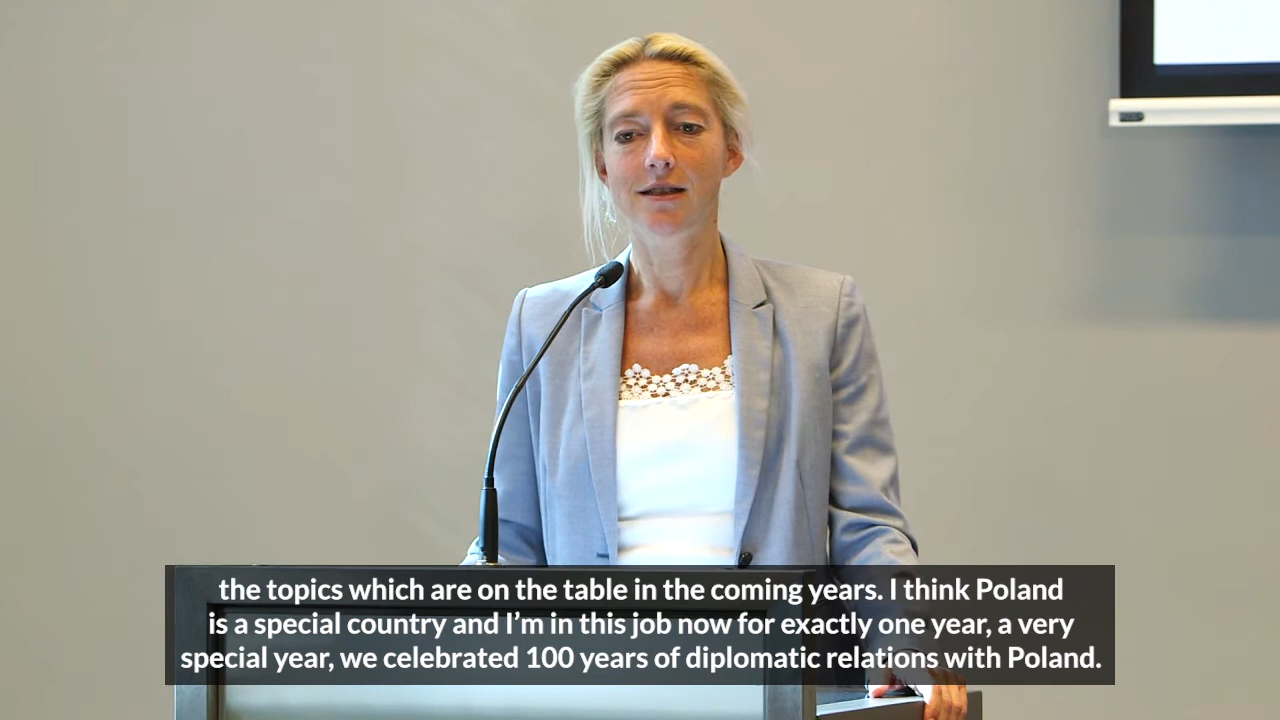 the topics which are on the table in the coming years. I think Poland
is a special country and I’m in this job now for exactly one year, a very
special year, we celebrated 100 years of diplomatic relations with Poland.